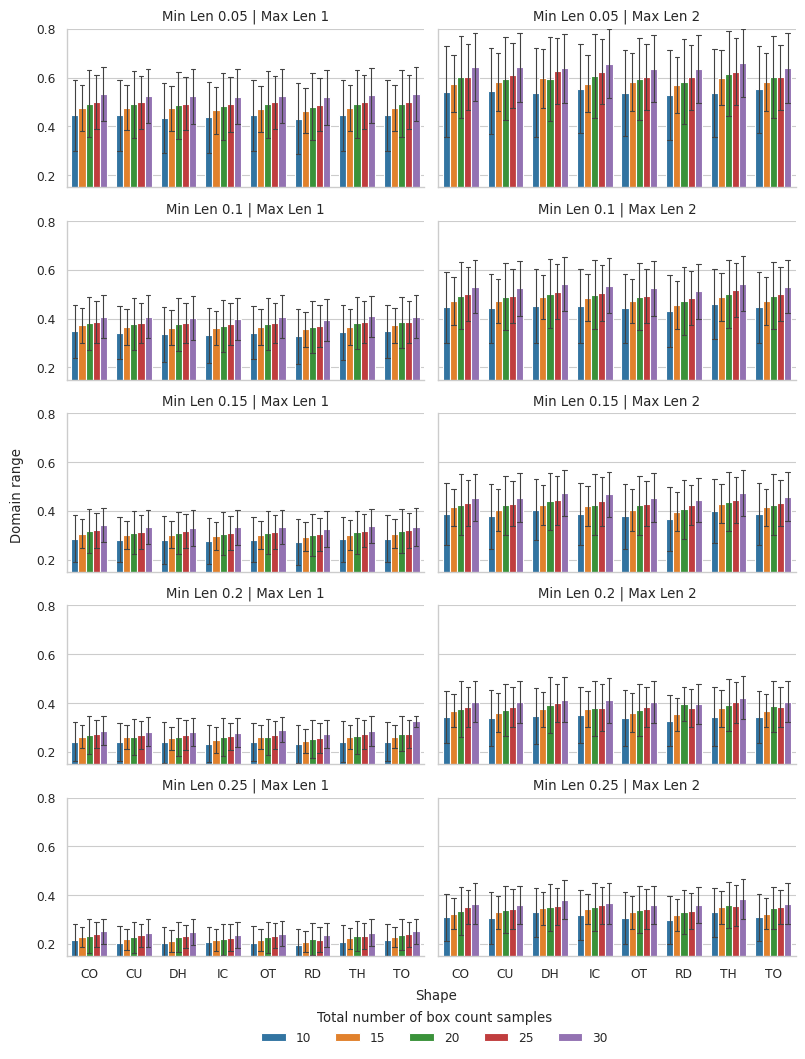 Min Len 0.05 | Max Len 1
Min Len 0.05 | Max Len 2
0.8
0.6
0.4
0.2
Min Len 0.1 | Max Len 1
Min Len 0.1 | Max Len 2
0.8
0.6
0.4
0.2
Min Len 0.15 | Max Len 1
Min Len 0.15 | Max Len 2
0.8
0.6
0.4
0.2
Domain range
Min Len 0.2 | Max Len 1
Min Len 0.2 | Max Len 2
0.8
0.6
0.4
0.2
Min Len 0.25 | Max Len 1
Min Len 0.25 | Max Len 2
0.8
0.6
0.4
0.2
CO CU DH IC OT RD TH TO
CO CU DH IC OT RD TH TO
Shape
Total number of box count samples
10 15 20 25 30